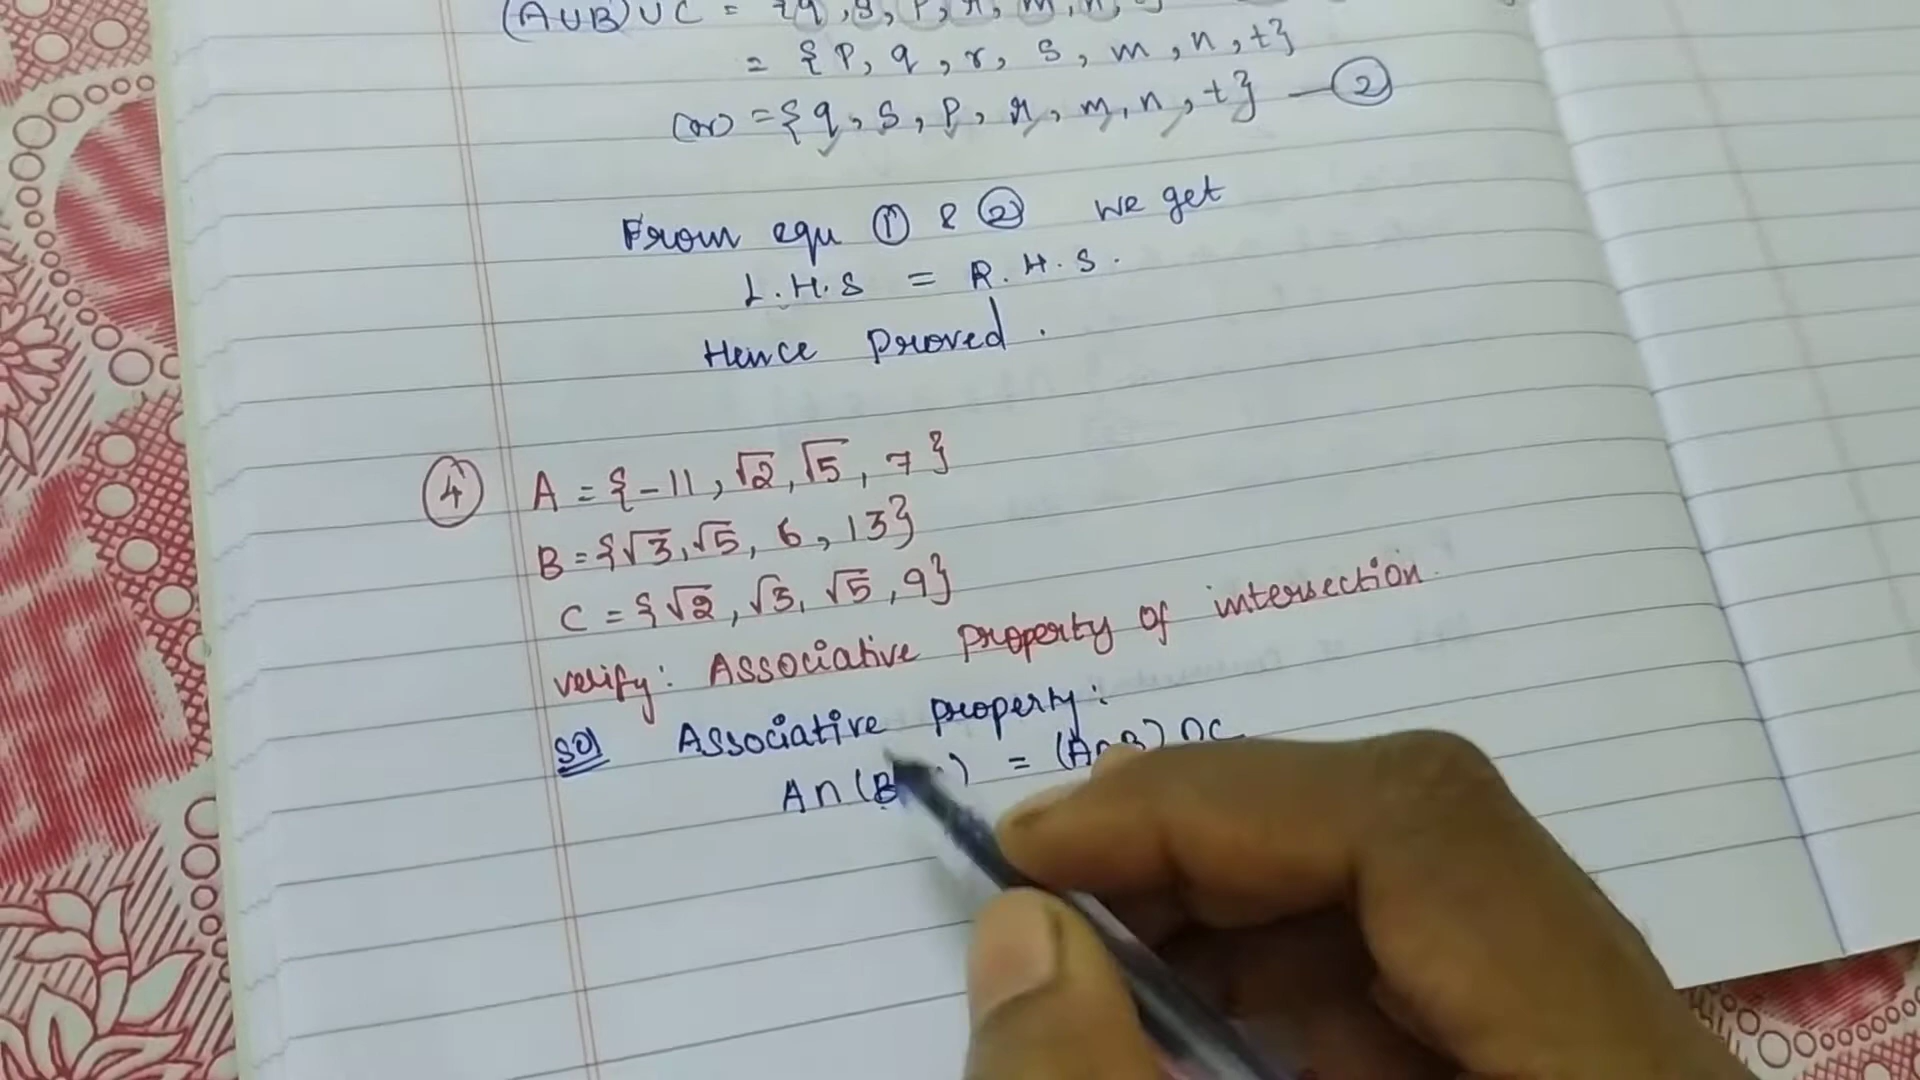 (A∪B)∪C = {q, s, p, r, m, n,
= {P, q, r, s, m, n, t}
(or) = {q, s, p, r, m, n, t} — ②
From equ ① & ② we get
L.H.S = R.H.S.
Hence proved.
④ A = {-11, √2, √5, 7}
B = {√3, √5, 6, 13}
C = {√2, √3, √5, 9}
verify: Associative property of intersection.
Sol Associative property:
A∩(B ) = (A∩B)∩C